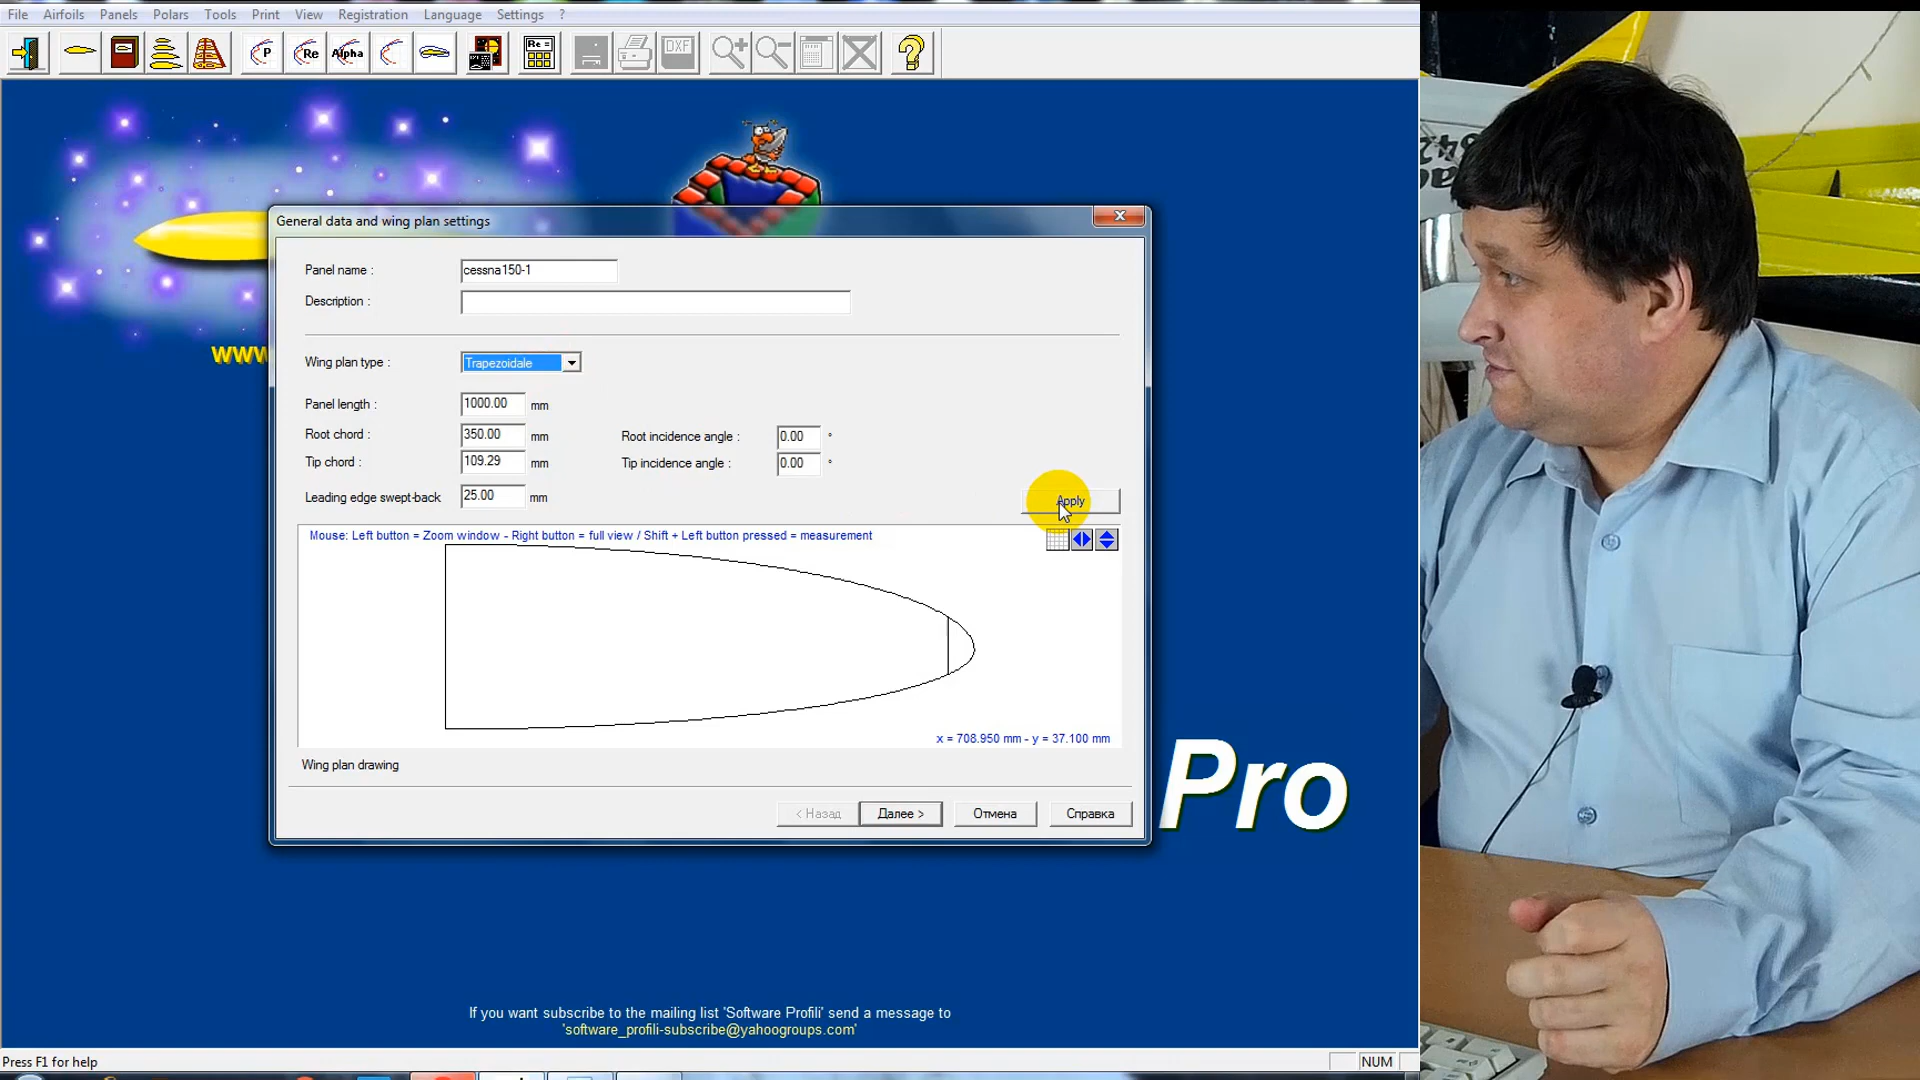 File Airfoils Panels Polars Tools Print View Registration Language Settings ?
P Re Alpha Re = DXF
www
General data and wing plan settings
Panel name : cessna150-1
Description :
Wing plan type : Trapezoidale
Panel length : 1000.00 mm
Root chord : 350.00 mm Root incidence angle : 0.00 °
Tip chord : 109.29 mm Tip incidence angle : 0.00 °
Leading edge swept-back 25.00 mm
Apply
Mouse: Left button = Zoom window - Right button = full view / Shift + Left button pressed = measurement
x = 708.950 mm - y = 37.100 mm
Wing plan drawing
< Назад Далее > Отмена Справка
Pro
If you want subscribe to the mailing list 'Software Profili' send a message to
'software_profili-subscribe@yahoogroups.com'
Press F1 for help NUM